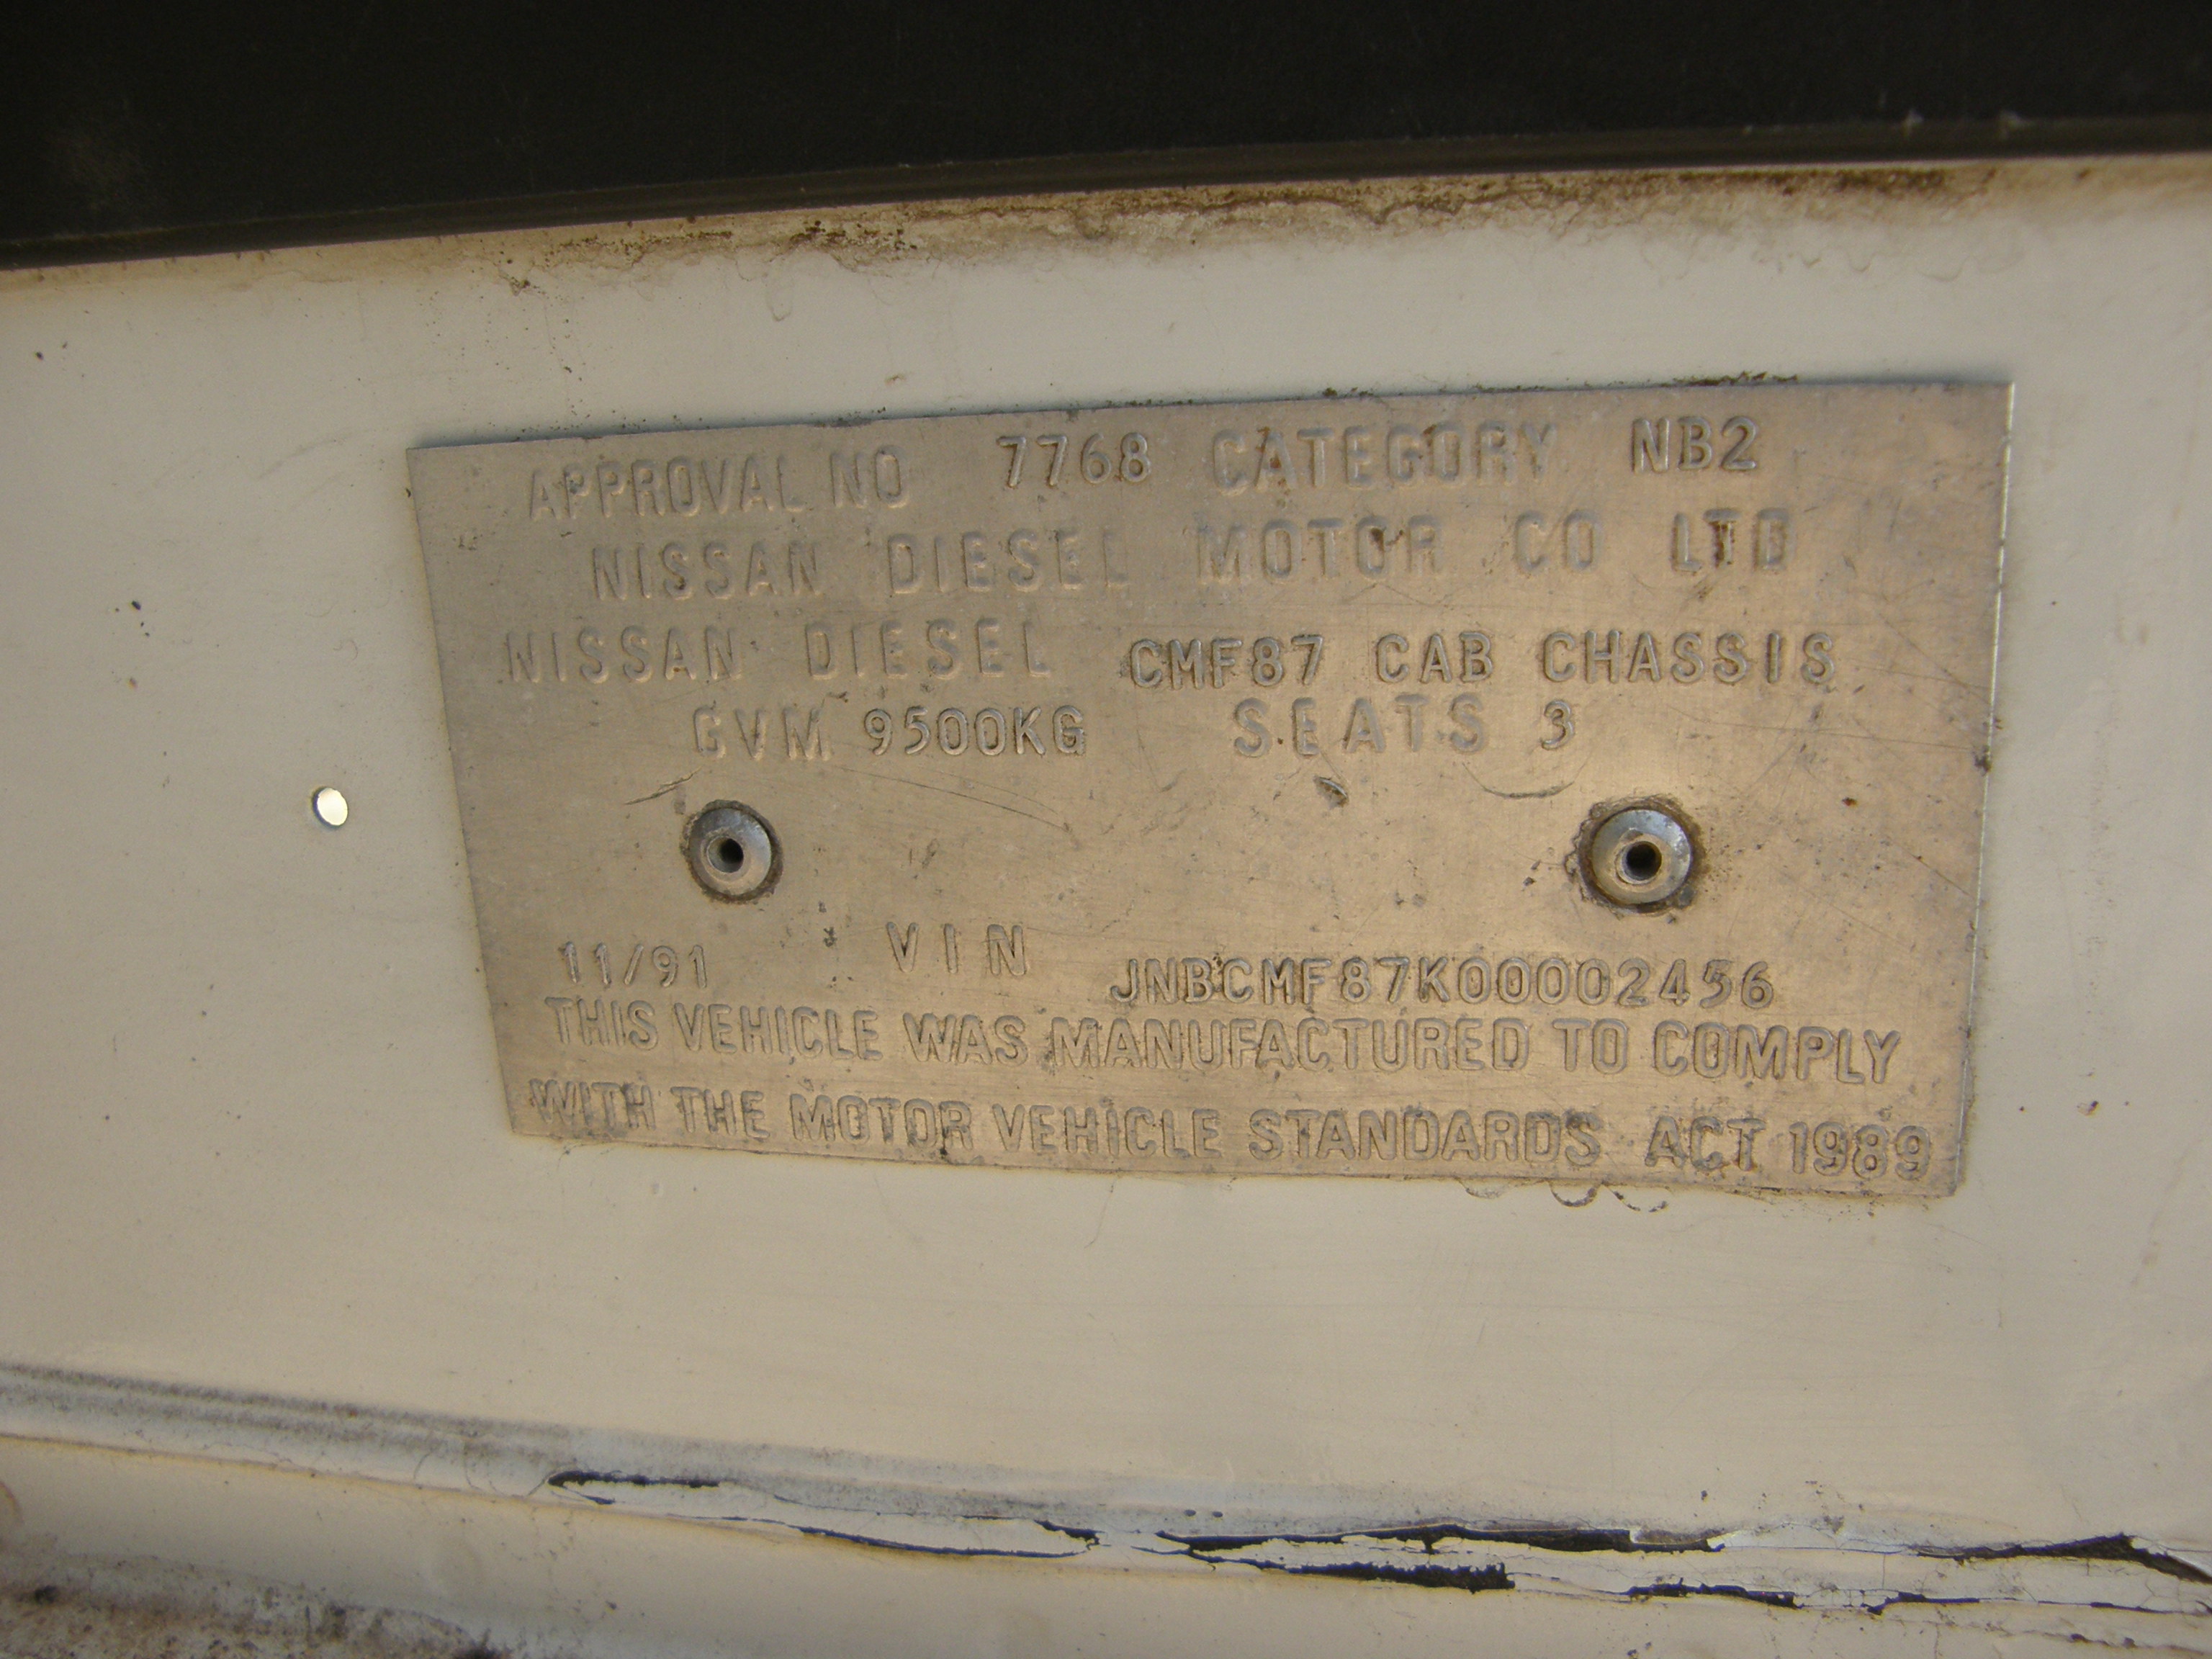 APPROVAL NO 7768 CATEGORY NB2
NISSAN DIESEL MOTOR CO LTD
NISSAN DIESEL CMF87 CAB CHASSIS
GVM 9500KG SEATS 3
11/91 VIN JNBCMF87K00002456
THIS VEHICLE WAS MANUFACTURED TO COMPLY
WITH THE MOTOR VEHICLE STANDARDS ACT 1989